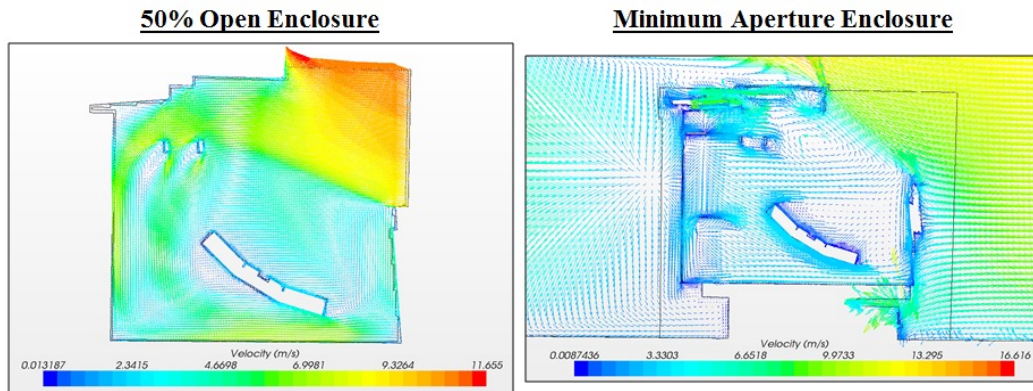 50% Open Enclosure
Minimum Aperture Enclosure
Velocity (m/s)
0.013187 2.3415 4.6698 6.9981 9.3264 11.655
Velocity (m/s)
0.0087436 3.3303 6.6518 9.9733 13.295 16.616